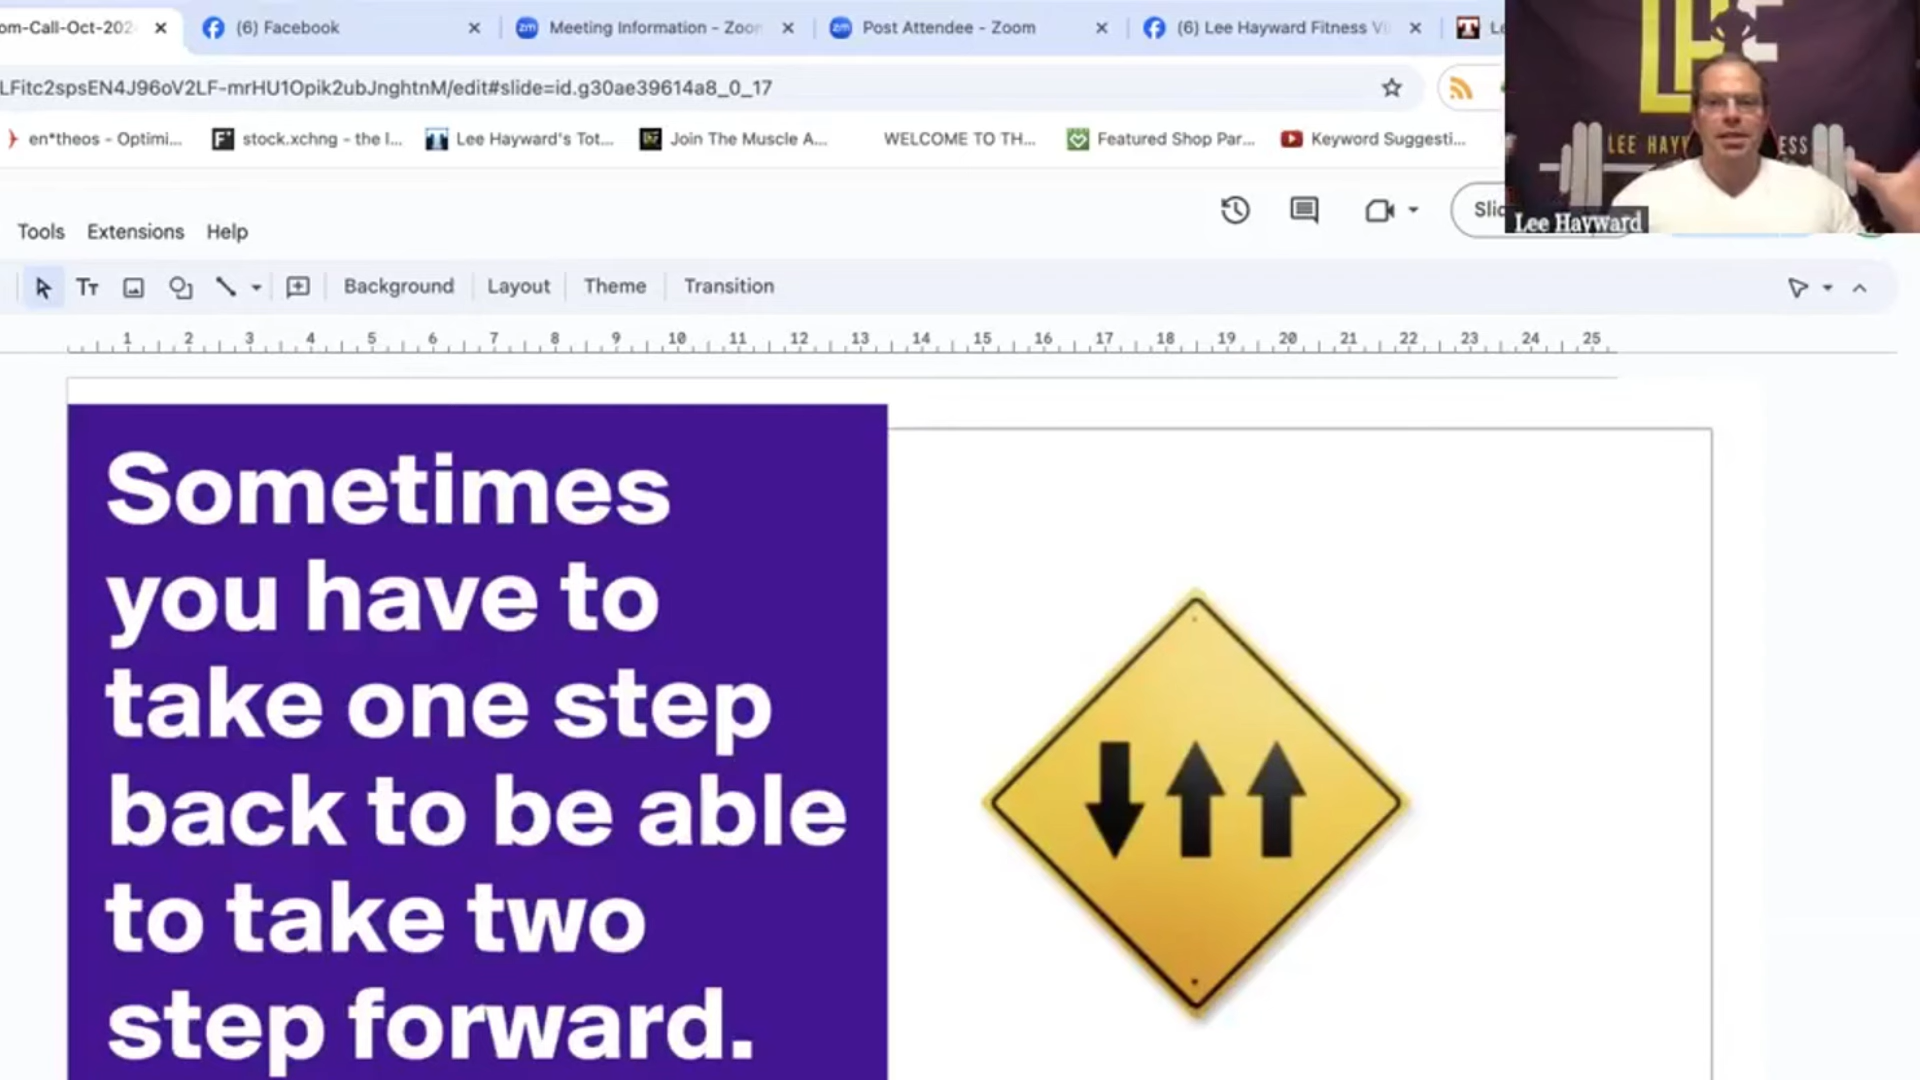 om-Call-Oct-202
(6) Facebook
Meeting Information - Zoom
Post Attendee - Zoom
(6) Lee Hayward Fitness Vi
Le
LFitc2spsEN4J96oV2LF-mrHU1Opik2ubJnghtnM/edit#slide=id.g30ae39614a8_0_17
en*theos - Optimi...
stock.xchng - the l...
Lee Hayward's Tot...
Join The Muscle A...
WELCOME TO TH...
Featured Shop Par...
Keyword Suggesti...
LEE HAY ESS
Lee Hayward
Tools Extensions Help
Slid
Background Layout Theme Transition
1 2 3 4 5 6 7 8 9 10 11 12 13 14 15 16 17 18 19 20 21 22 23 24 25
Sometimes
you have to
take one step
back to be able
to take two
step forward.